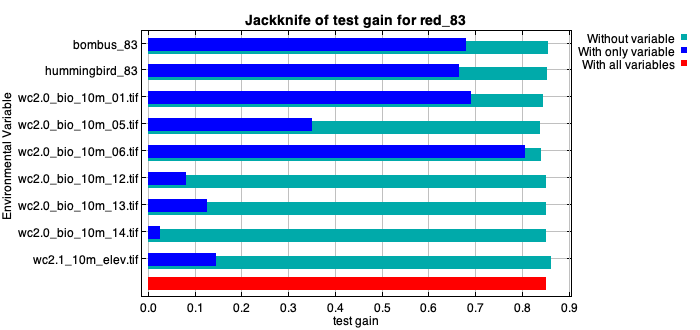 Jackknife of test gain for red_83
Without variable
With only variable
With all variables
Environmental Variable
bombus_83
hummingbird_83
wc2.0_bio_10m_01.tif
wc2.0_bio_10m_05.tif
wc2.0_bio_10m_06.tif
wc2.0_bio_10m_12.tif
wc2.0_bio_10m_13.tif
wc2.0_bio_10m_14.tif
wc2.1_10m_elev.tif
0.0 0.1 0.2 0.3 0.4 0.5 0.6 0.7 0.8 0.9
test gain